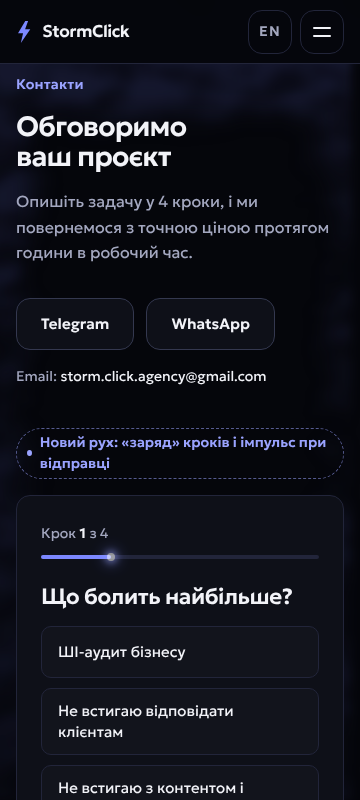 StormClick
EN
Контакти
Обговоримо
ваш проєкт
Опишіть задачу у 4 кроки, і ми
повернемося з точною ціною протягом
години в робочий час.
Telegram
WhatsApp
Email: storm.click.agency@gmail.com
Новий рух: «заряд» кроків і імпульс при
відправці
Крок 1 з 4
Що болить найбільше?
ШІ-аудит бізнесу
Не встигаю відповідати
клієнтам
Не встигаю з контентом і